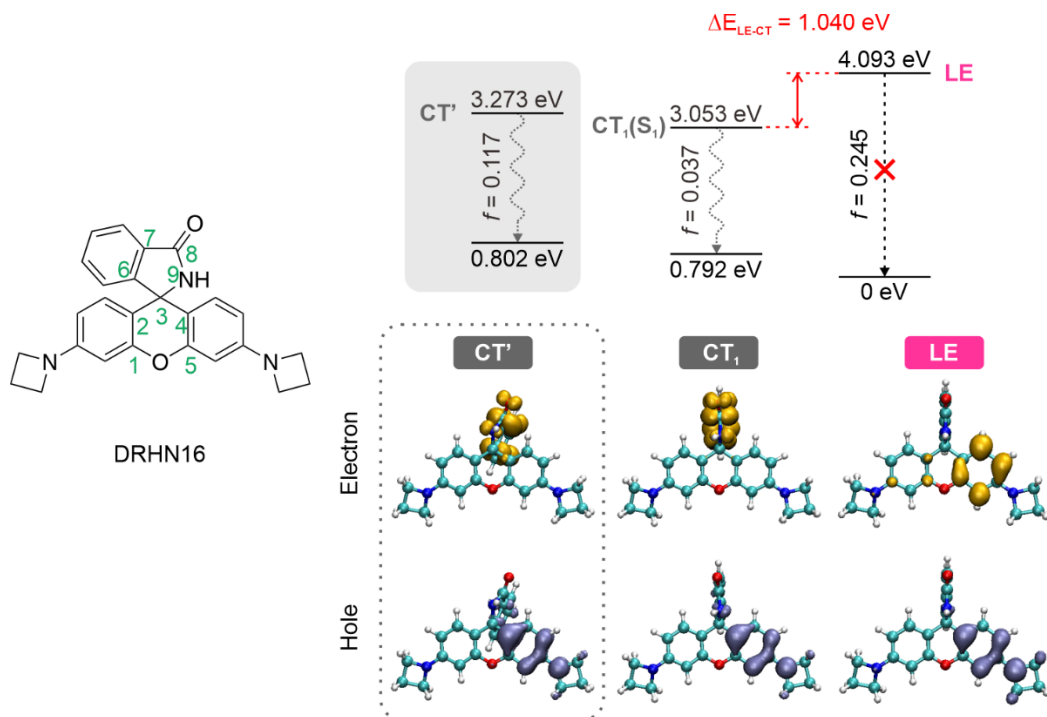 ΔE_LE-CT = 1.040 eV
4.093 eV
LE
3.273 eV
CT’
3.053 eV
CT₁(S₁)
f = 0.117
f = 0.037
f = 0.245
0.802 eV
0.792 eV
0 eV
O
7
8
6
9
NH
3
2
4
N
1
O
5
N
DRHN16
CT’
CT₁
LE
Electron
Hole